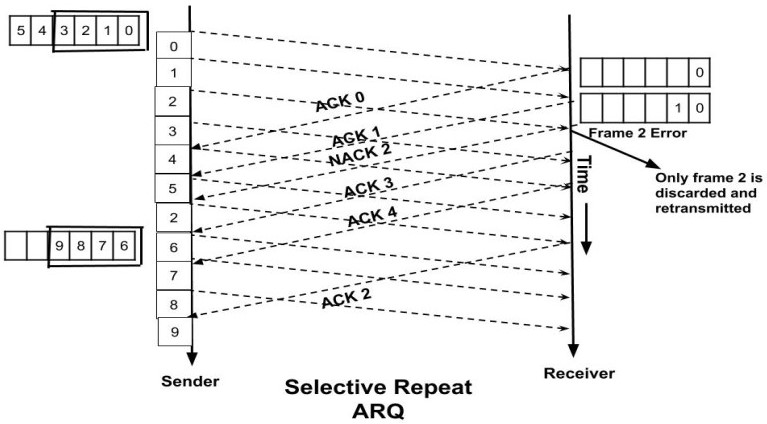 5 4 3 2 1 0
0
1
2
3
4
5
2
6
7
8
9
9 8 7 6
ACK 0
ACK 1
NACK 2
ACK 3
ACK 4
ACK 2
0
1 0
Frame 2 Error
Time
Only frame 2 is
discarded and
retransmitted
Sender
Receiver
Selective Repeat
ARQ